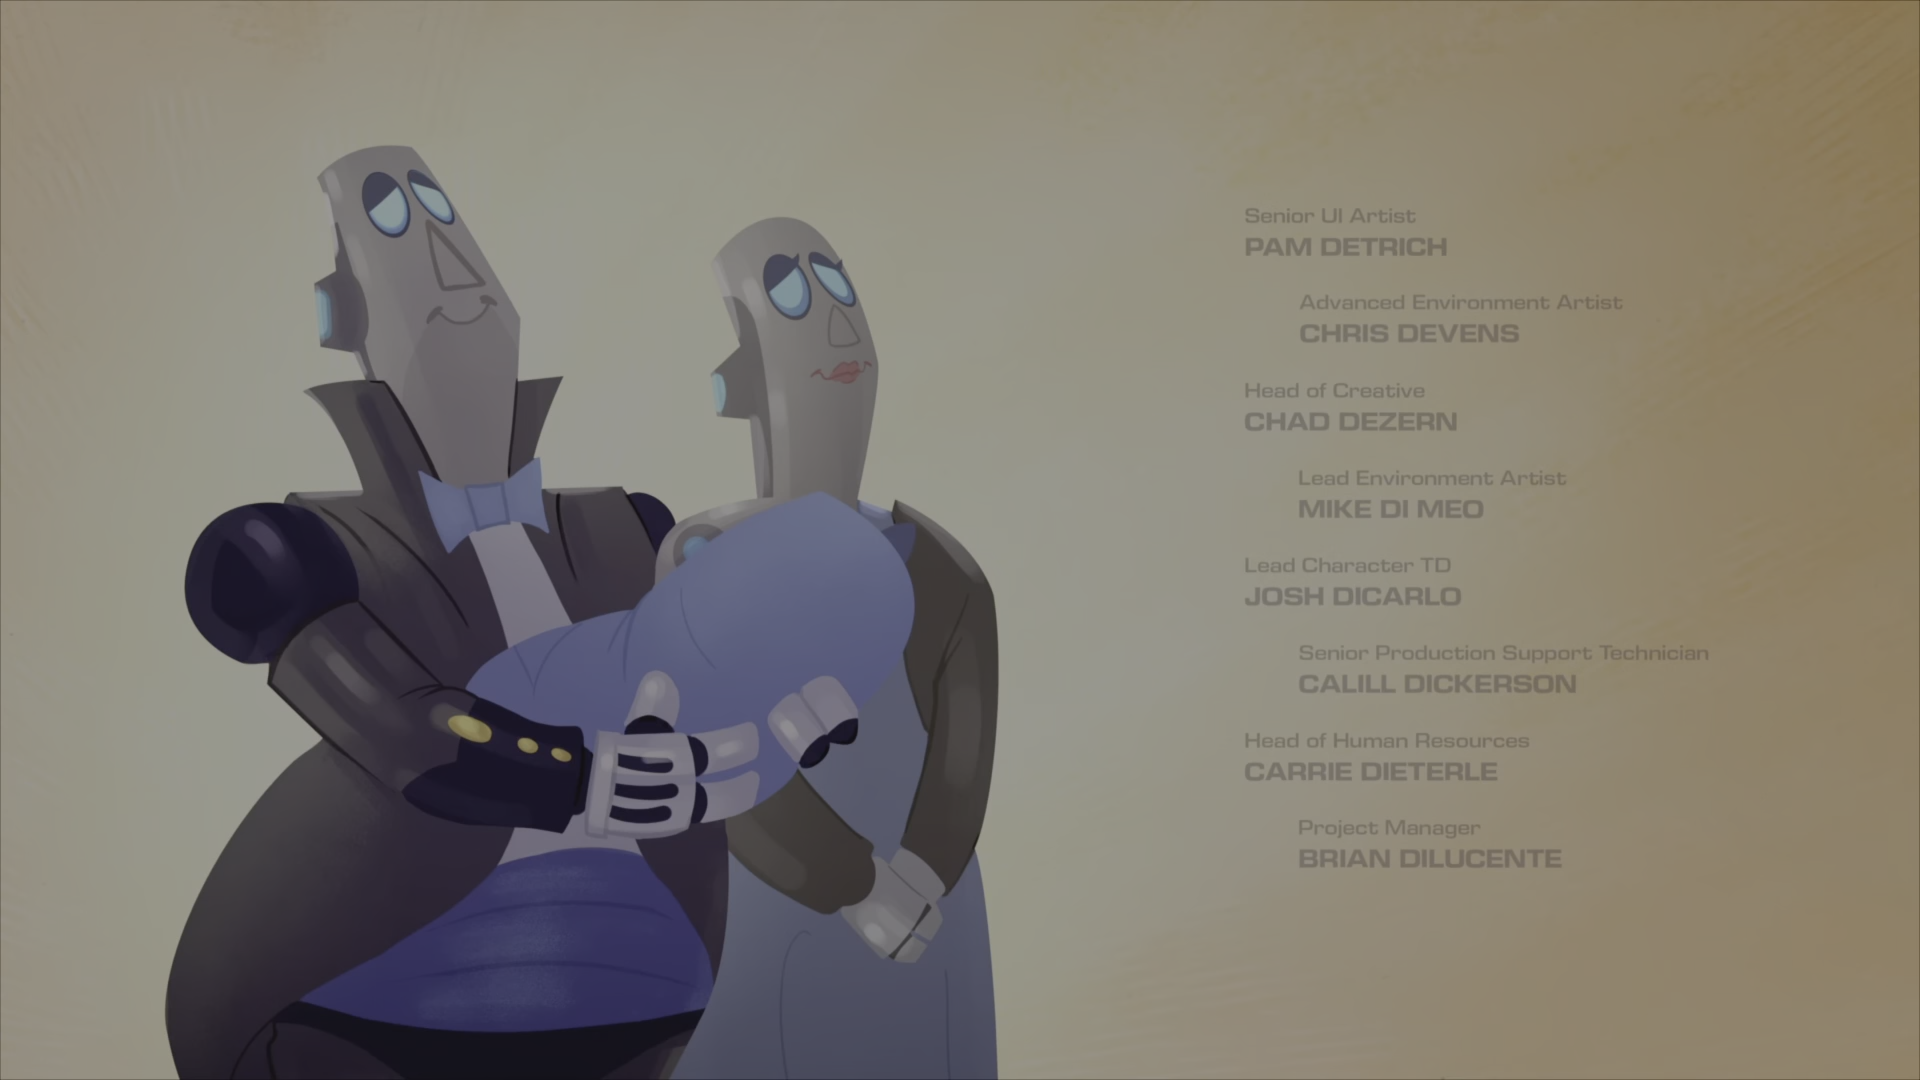 Senior UI Artist
PAM DETRICH
Advanced Environment Artist
CHRIS DEVENS
Head of Creative
CHAD DEZERN
Lead Environment Artist
MIKE DI MEO
Lead Character TD
JOSH DICARLO
Senior Production Support Technician
CALILL DICKERSON
Head of Human Resources
CARRIE DIETERLE
Project Manager
BRIAN DILUCENTE